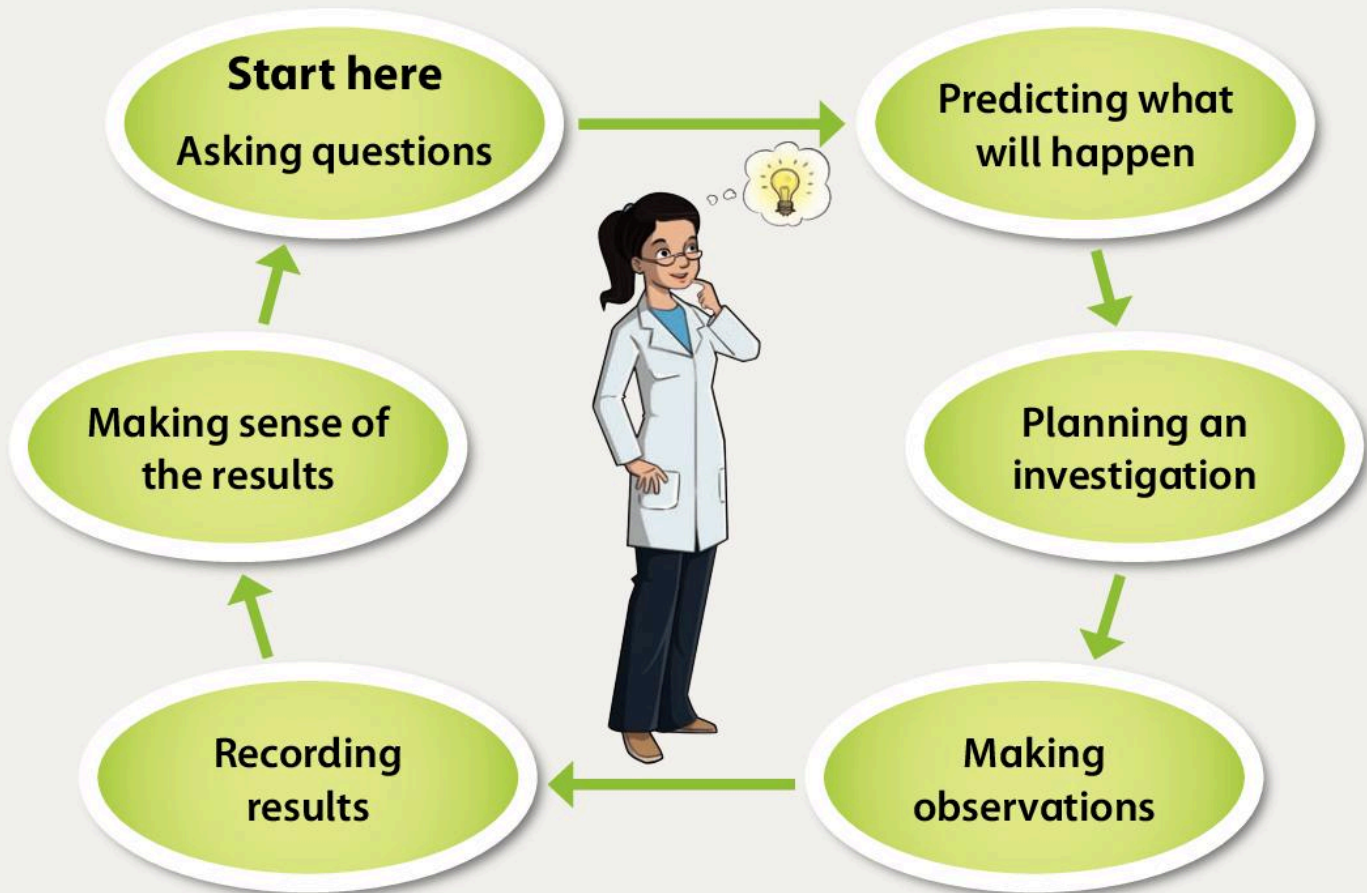 Start here
Asking questions
Predicting what
will happen
Planning an
investigation
Making
observations
Recording
results
Making sense of
the results